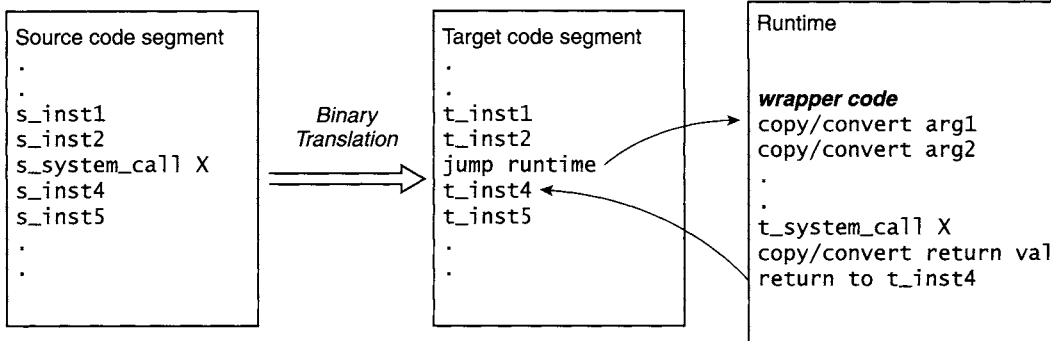 Source code segment
.
.
s_inst1
s_inst2
s_system_call X
s_inst4
s_inst5
.
.
Binary
Translation
Target code segment
.
.
t_inst1
t_inst2
jump runtime
t_inst4
t_inst5
.
.
Runtime
wrapper code
copy/convert arg1
copy/convert arg2
.
.
t_system_call X
copy/convert return val
return to t_inst4